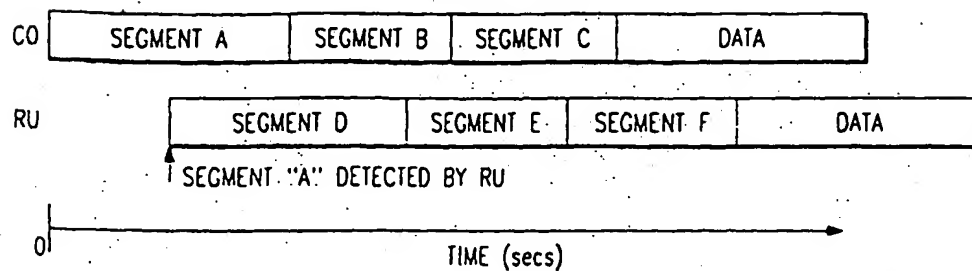 CO SEGMENT A SEGMENT B SEGMENT C DATA
RU SEGMENT D SEGMENT E SEGMENT F DATA
SEGMENT "A" DETECTED BY RU
0
TIME (secs)